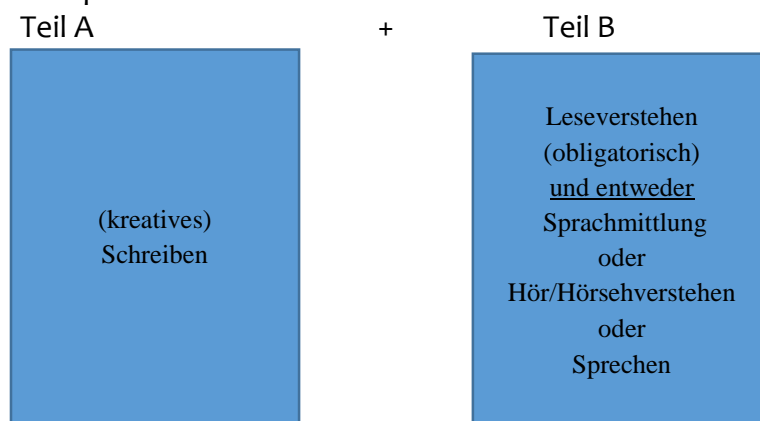 Teil A + Teil B
(kreatives)
Schreiben
Leseverstehen
(obligatorisch)
und entweder
Sprachmittlung
oder
Hör/Hörsehverstehen
oder
Sprechen